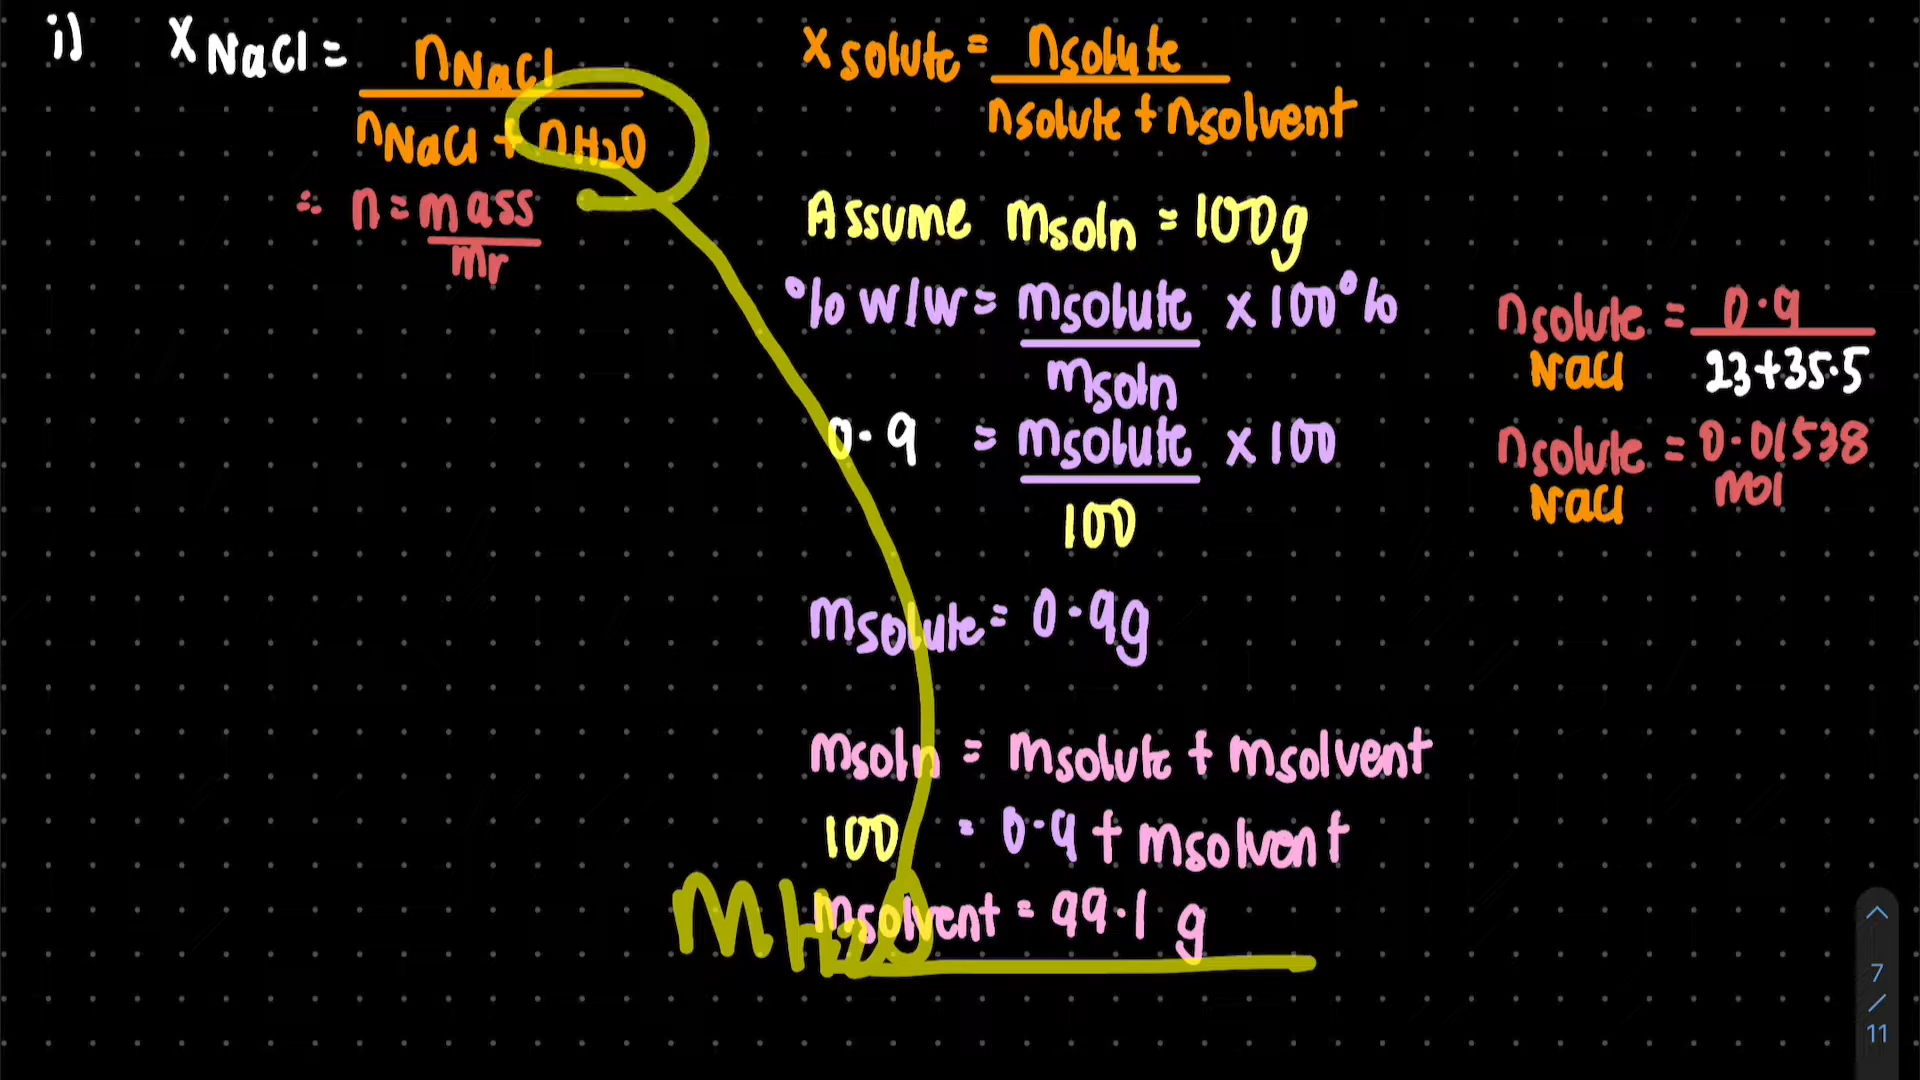 i) xNaCl = nNaCl
nNaCl + nH2O
∴ n = mass
mr
x solute = nsolute
nsolute + nsolvent
Assume msoln = 100g
% w/w = msolute x 100%
msoln
0.9 = msolute x 100
100
msolute = 0.9g
msoln = msolute + msolvent
100 = 0.9 + msolvent
msolvent = 99.1 g
mH2O
nsolute = 0.9
NaCl 23+35.5
nsolute = 0.01538
NaCl mol
7
/
11